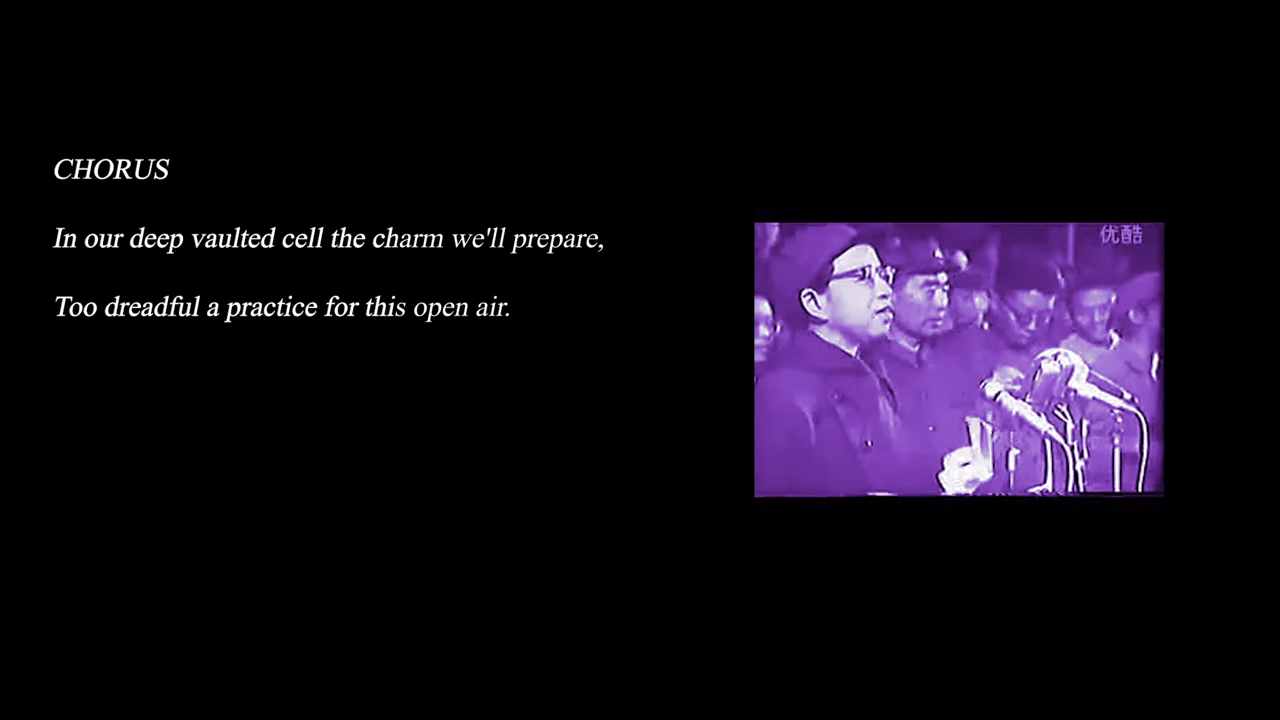 CHORUS
In our deep vaulted cell the charm we'll prepare,
Too dreadful a practice for this open air.
优酷